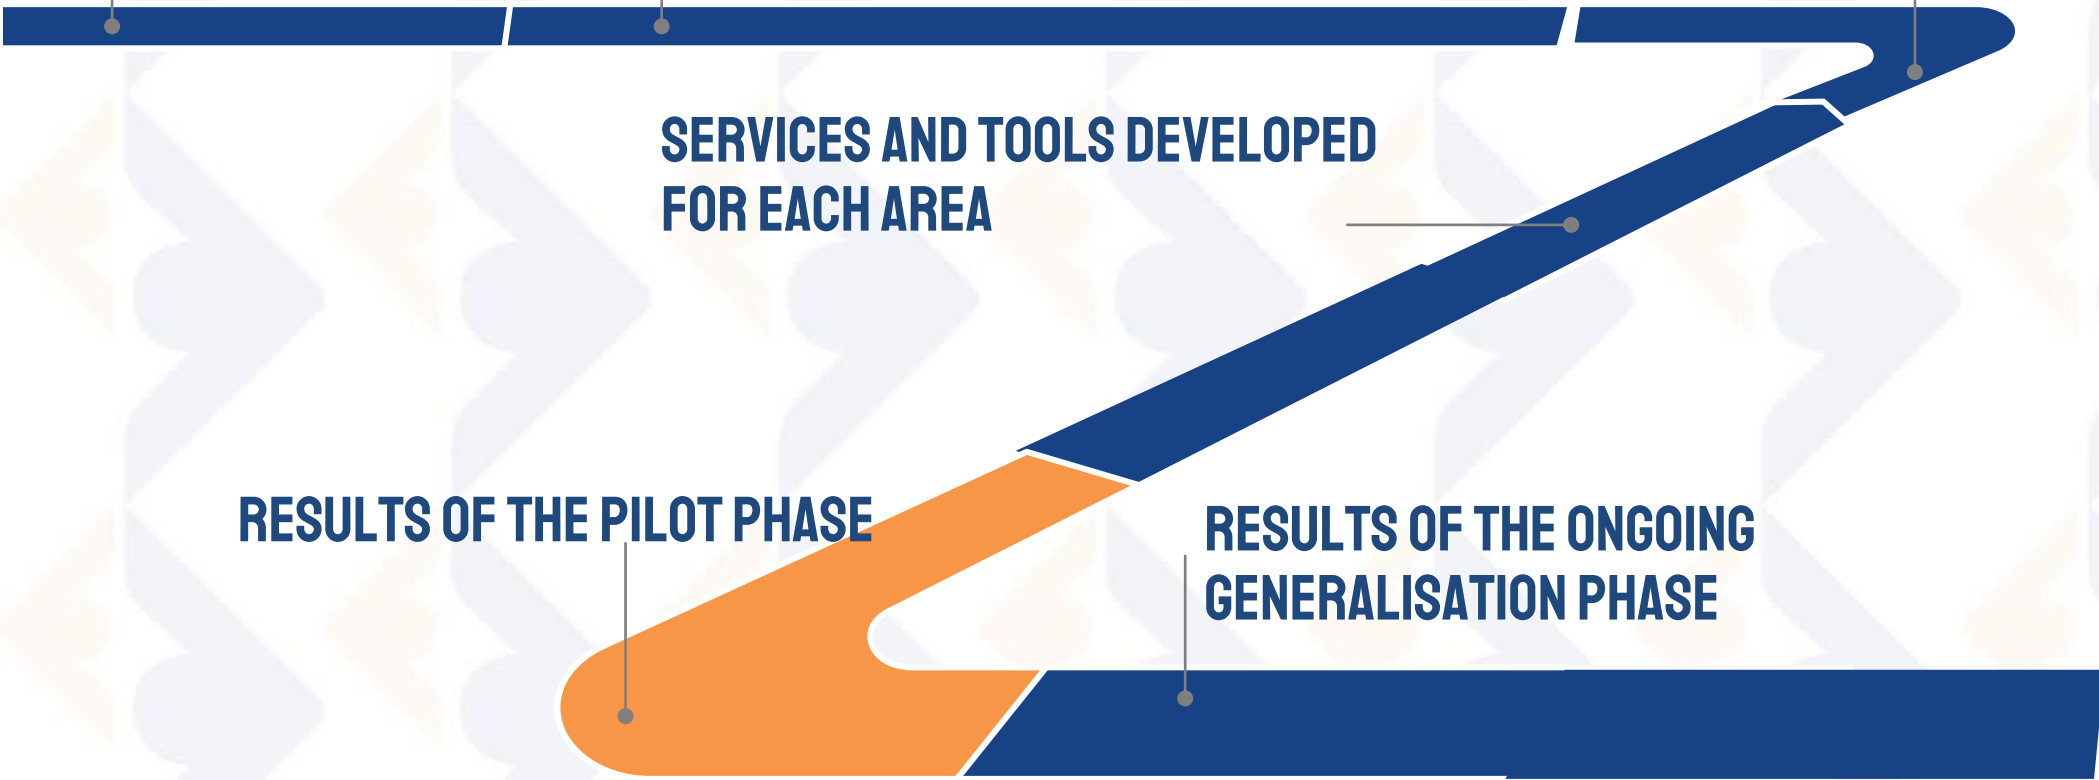 SERVICES AND TOOLS DEVELOPED
FOR EACH AREA
RESULTS OF THE PILOT PHASE
RESULTS OF THE ONGOING
GENERALISATION PHASE